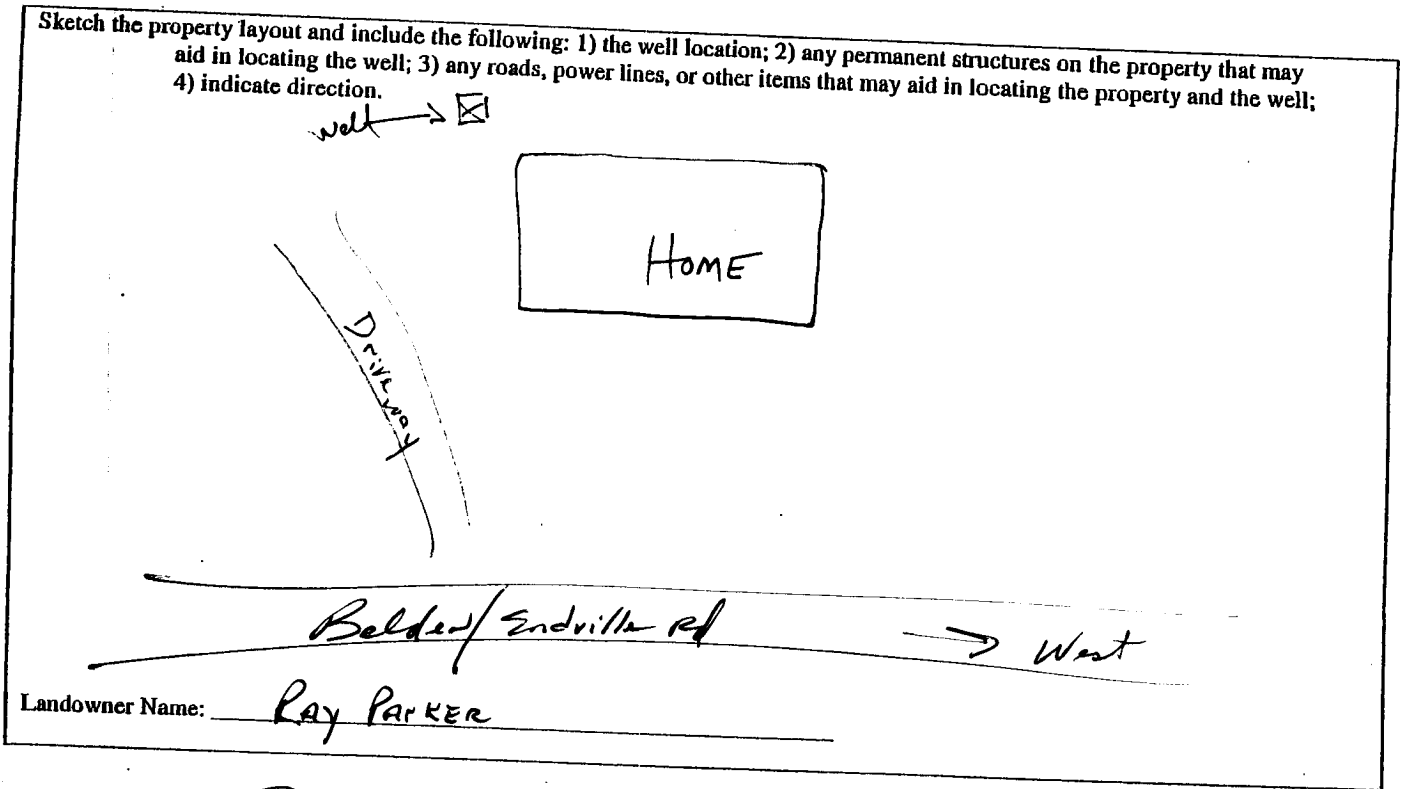 Sketch the property layout and include the following: 1) the well location; 2) any permanent structures on the property that may
aid in locating the well; 3) any roads, power lines, or other items that may aid in locating the property and the well;
4) indicate direction.
well
HOME
Driveway
Belden/Endville Rd
West
Landowner Name: RAY PARKER